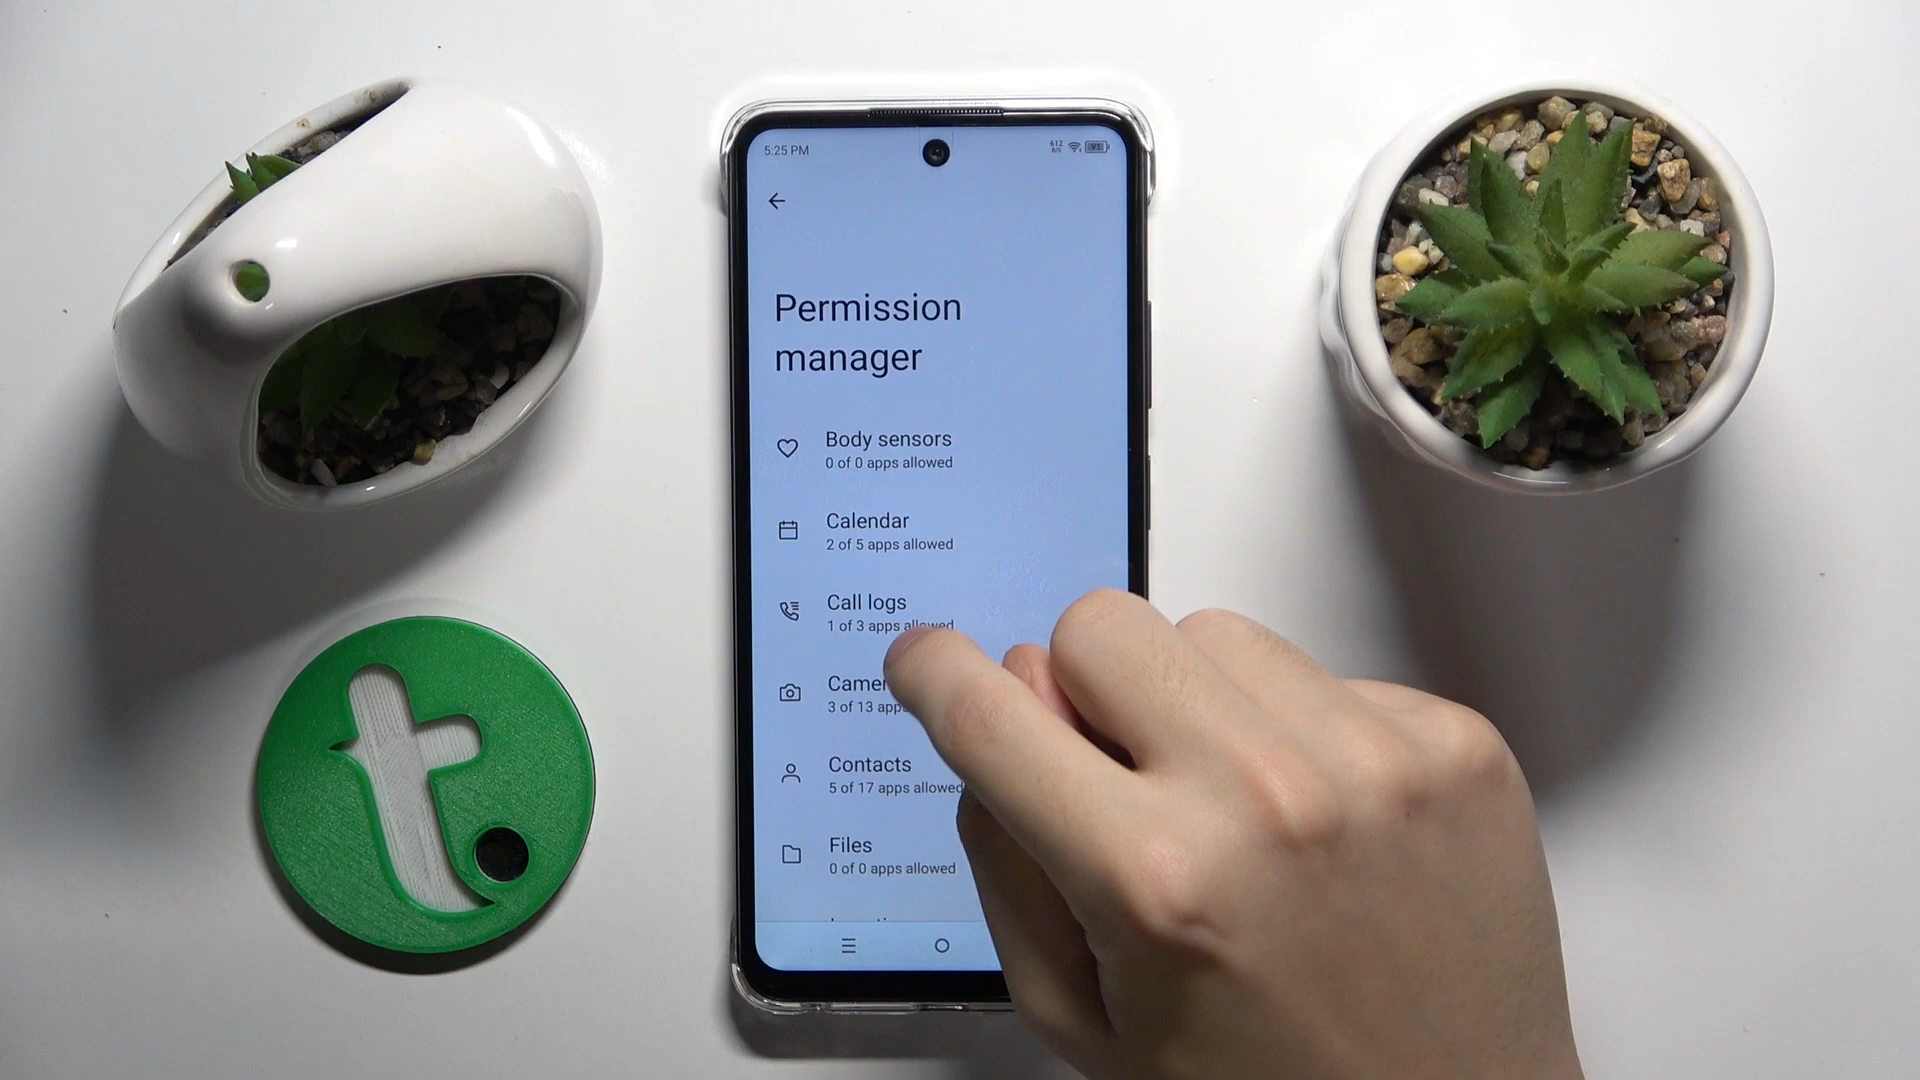 5:25 PM
612
B/S
Permission
manager
Body sensors
0 of 0 apps allowed
Calendar
2 of 5 apps allowed
Call logs
1 of 3 apps allowed
3 of 13 apps
Contacts
5 of 17 apps allowed
Files
0 of 0 apps allowed
t